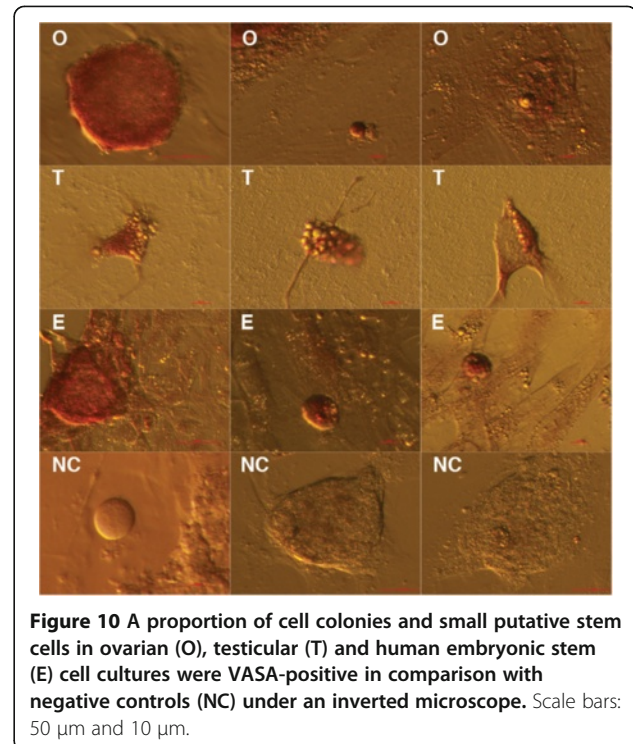 O O O
T T T
E E E
NC NC NC
Figure 10 A proportion of cell colonies and small putative stem
cells in ovarian (O), testicular (T) and human embryonic stem
(E) cell cultures were VASA-positive in comparison with
negative controls (NC) under an inverted microscope. Scale bars:
50 µm and 10 µm.